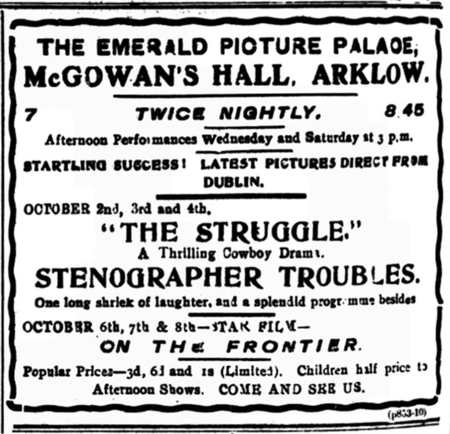 THE EMERALD PICTURE PALACE,
McGOWAN'S HALL, ARKLOW.
7 TWICE NIGHTLY. 8.45
Afternoon Performances Wednesday and Saturday at 3 p.m.
STARTLING SUCCESS! LATEST PICTURES DIRECT FROM
DUBLIN.
OCTOBER 2nd, 3rd and 4th,
"THE STRUGGLE."
A Thrilling Cowboy Drama.
STENOGRAPHER TROUBLES.
One long shriek of laughter, and a splendid programme besides
OCTOBER 6th, 7th & 8th—STAR FILM—
ON THE FRONTIER.
Popular Prices—3d, 6d and 1s (Limited). Children half price to
Afternoon Shows. COME AND SEE US.
(p853-10)